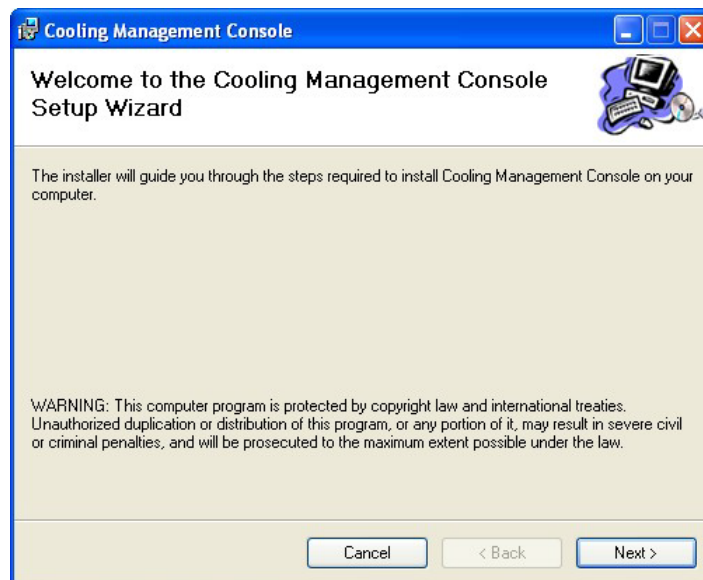 Cooling Management Console
Welcome to the Cooling Management Console
Setup Wizard
The installer will guide you through the steps required to install Cooling Management Console on your
computer.
WARNING: This computer program is protected by copyright law and international treaties.
Unauthorized duplication or distribution of this program, or any portion of it, may result in severe civil
or criminal penalties, and will be prosecuted to the maximum extent possible under the law.
Cancel
< Back
Next >